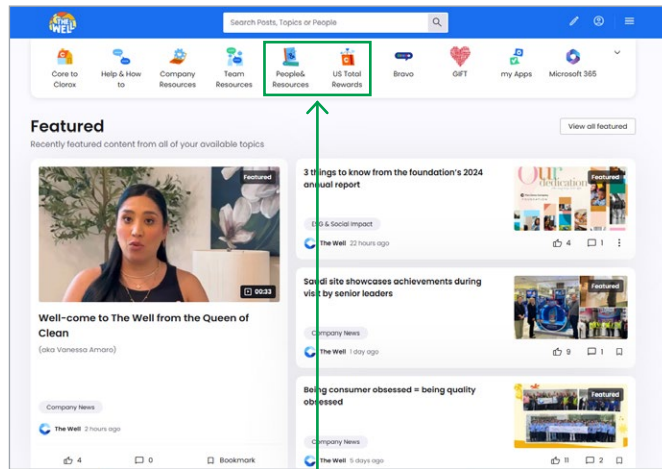 THE WELL
Search Posts, Topics or People
Core to Clorox
Help & How to
Company Resources
Team Resources
People& Resources
US Total Rewards
Bravo
GIFT
my Apps
Microsoft 365
Featured
View all featured
Recently featured content from all of your available topics
Featured
00:33
Well-come to The Well from the Queen of
Clean
(aka Vanessa Amaro)
Company News
The Well 2 hours ago
4
0
Bookmark
3 things to know from the foundation's 2024
annual report
Our
dedication
Featured
ESG & Social Impact
The Well 22 hours ago
4
1
Saudi site showcases achievements during
visit by senior leaders
Featured
Company News
The Well 1 day ago
9
1
Being consumer obsessed = being quality
obsessed
Featured
Company News
The Well 5 days ago
11
2